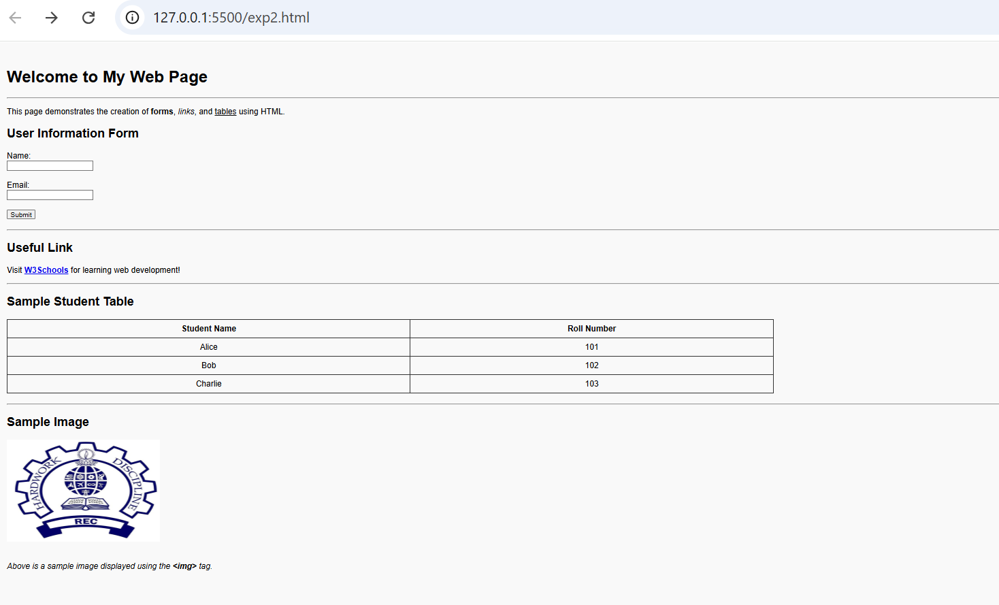 127.0.0.1:5500/exp2.html
Welcome to My Web Page
This page demonstrates the creation of forms, links, and tables using HTML.
User Information Form
Name:
Email:
Submit
Useful Link
Visit W3Schools for learning web development!
Sample Student Table
Student Name Roll Number
Alice 101
Bob 102
Charlie 103
Sample Image
HARDWORK DISCIPLINE
REC
Above is a sample image displayed using the <img> tag.